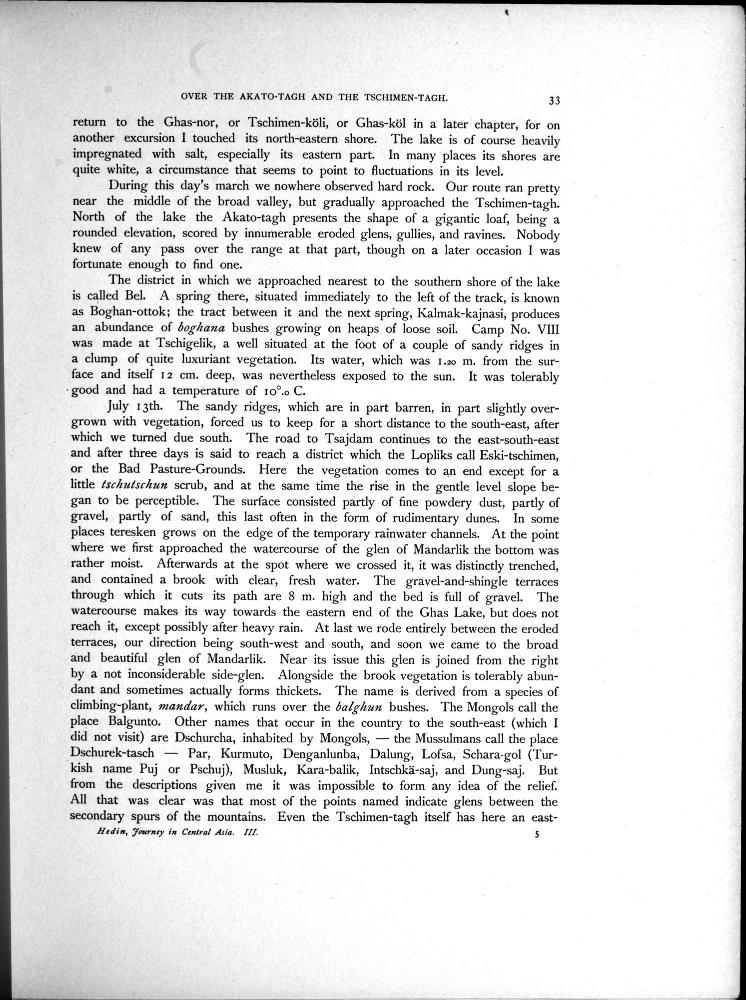 OVER THE AKATO-TAGH AND THE TSCHIMEN-TAGH. 33
return to the Ghas-nor, or Tschimen-köli, or Ghas-köl in a later chapter, for on
another excursion I touched its north-eastern shore. The lake is of course heavily
impregnated with salt, especially its eastern part. In many places its shores are
quite white, a circumstance that seems to point to fluctuations in its level.
During this day's march we nowhere observed hard rock. Our route ran pretty
near the middle of the broad valley, but gradually approached the Tschimen-tagh.
North of the lake the Akato-tagh presents the shape of a gigantic loaf, being a
rounded elevation, scored by innumerable eroded glens, gullies, and ravines. Nobody
knew of any pass over the range at that part, though on a later occasion I was
fortunate enough to find one.
The district in which we approached nearest to the southern shore of the lake
is called Bel. A spring there, situated immediately to the left of the track, is known
as Boghan-ottok; the tract between it and the next spring, Kalmak-kajnasi, produces
an abundance of boghana bushes growing on heaps of loose soil. Camp No. VIII
was made at Tschigelik, a well situated at the foot of a couple of sandy ridges in
a clump of quite luxuriant vegetation. Its water, which was 1.20 m. from the sur-
face and itself 12 cm. deep, was nevertheless exposed to the sun. It was tolerably
good and had a temperature of 10°.0 C.
July 13th. The sandy ridges, which are in part barren, in part slightly over-
grown with vegetation, forced us to keep for a short distance to the south-east, after
which we turned due south. The road to Tsajdam continues to the east-south-east
and after three days is said to reach a district which the Lopliks call Eski-tschimen,
or the Bad Pasture-Grounds. Here the vegetation comes to an end except for a
little tschutschun scrub, and at the same time the rise in the gentle level slope be-
gan to be perceptible. The surface consisted partly of fine powdery dust, partly of
gravel, partly of sand, this last often in the form of rudimentary dunes. In some
places teresken grows on the edge of the temporary rainwater channels. At the point
where we first approached the watercourse of the glen of Mandarlik the bottom was
rather moist. Afterwards at the spot where we crossed it, it was distinctly trenched,
and contained a brook with clear, fresh water. The gravel-and-shingle terraces
through which it cuts its path are 8 m. high and the bed is full of gravel. The
watercourse makes its way towards the eastern end of the Ghas Lake, but does not
reach it, except possibly after heavy rain. At last we rode entirely between the eroded
terraces, our direction being south-west and south, and soon we came to the broad
and beautiful glen of Mandarlik. Near its issue this glen is joined from the right
by a not inconsiderable side-glen. Alongside the brook vegetation is tolerably abun-
dant and sometimes actually forms thickets. The name is derived from a species of
climbing-plant, mandar, which runs over the balghun bushes. The Mongols call the
place Balgunto. Other names that occur in the country to the south-east (which I
did not visit) are Dschurcha, inhabited by Mongols, — the Mussulmans call the place
Dschurek-tasch — Par, Kurmuto, Denganlunba, Dalung, Lofsa, Schara-gol (Tur-
kish name Puj or Pschuj), Musluk, Kara-balik, Intschkä-saj, and Dung-saj. But
from the descriptions given me it was impossible to form any idea of the relief.
All that was clear was that most of the points named indicate glens between the
secondary spurs of the mountains. Even the Tschimen-tagh itself has here an east-
Hedin, Journey in Central Asia. III. 5